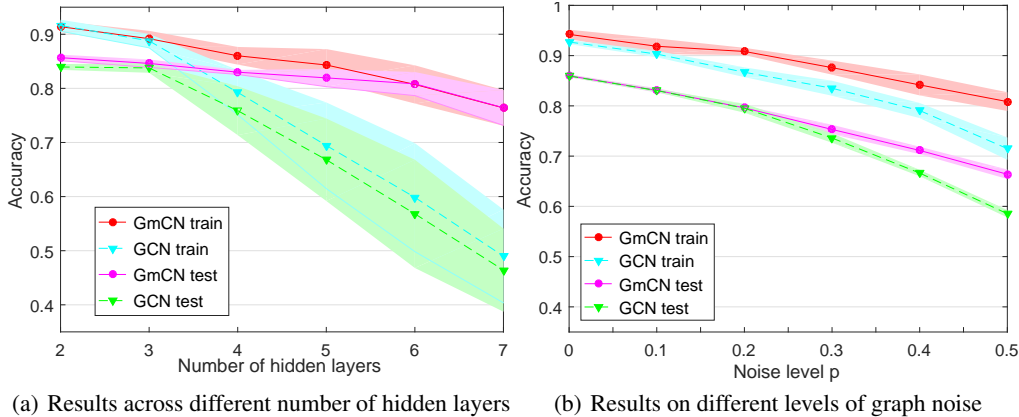 0.9
0.8
0.7
0.6
0.5
0.4
Accuracy
GmCN train
GCN train
GmCN test
GCN test
2 3 4 5 6 7
Number of hidden layers
(a) Results across different number of hidden layers
1
0.9
0.8
0.7
0.6
0.5
0.4
Accuracy
GmCN train
GCN train
GmCN test
GCN test
0 0.1 0.2 0.3 0.4 0.5
Noise level p
(b) Results on different levels of graph noise